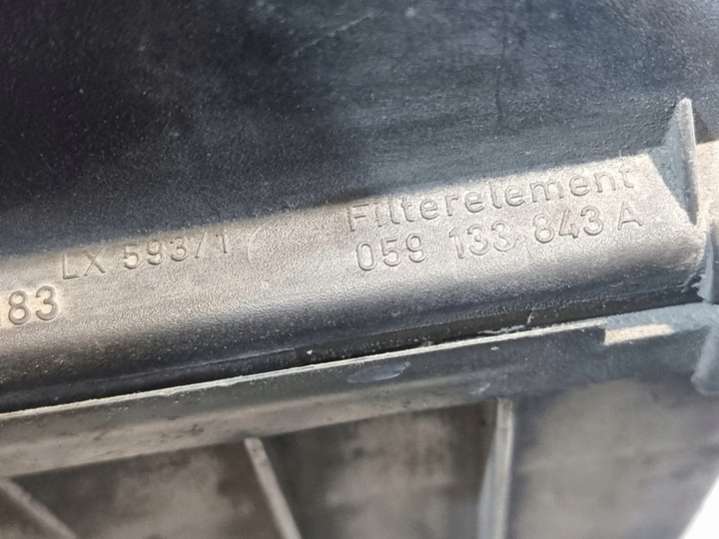 Filterelement
LX 593/1 059 133 843 A
83